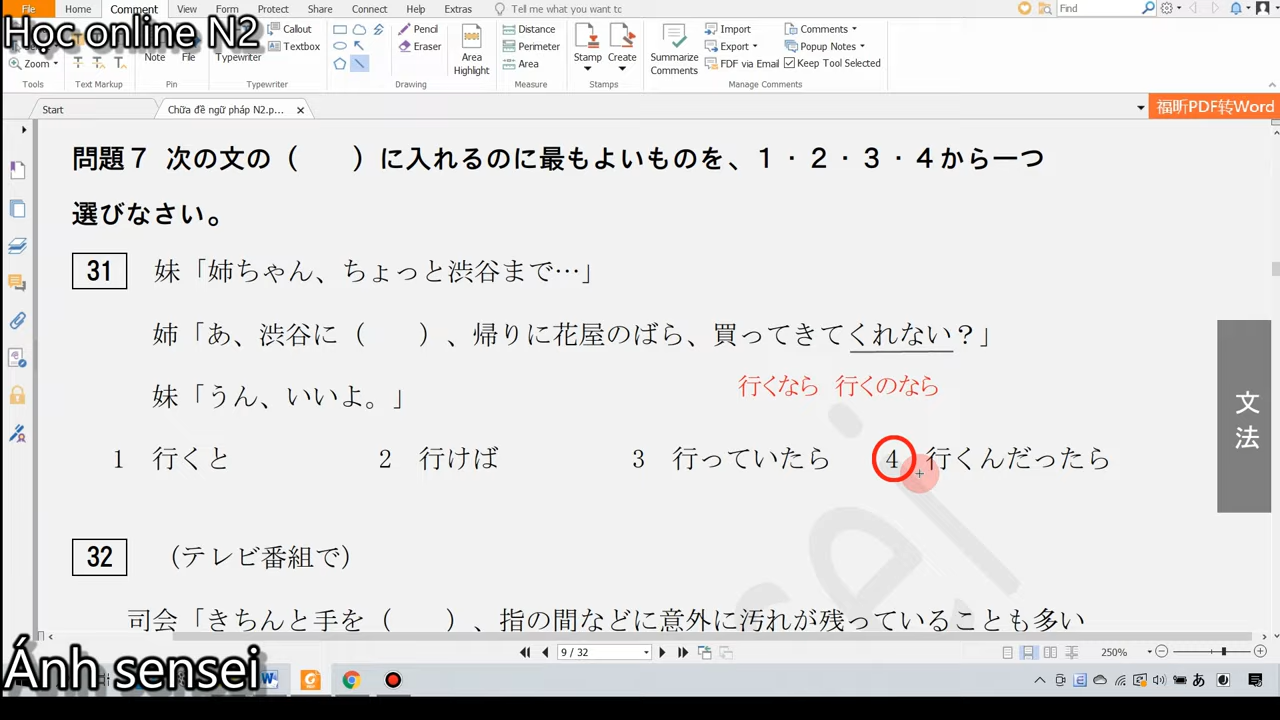 File Home Comment View Form Protect Share Connect Help Extras Tell me what you want tc Find
Học online N2
Callout Pencil Distance Import Comments
Textbox Eraser Perimeter Export Popup Notes
Zoom Note File Typewriter Area Highlight Area Stamp Create Summarize Comments FDF via Email Keep Tool Selected
Tools Text Markup Typewriter Drawing Measure Stamps Manage Comments
Start Chữa đề ngữ pháp N2.p... 福昕PDF转Word
問題７ 次の文の（　　）に入れるのに最もよいものを、１・２・３・４から一つ
選びなさい。
31 妹「姉ちゃん、ちょっと渋谷まで…」
姉「あ、渋谷に（　　）、帰りに花屋のばら、買ってきてくれない？」
行くなら 行くのなら
妹「うん、いいよ。」
1 行くと 2 行けば 3 行っていたら 4 行くんだったら
文法
32 （テレビ番組で）
司会「きちんと手を（　　）、指の間などに意外に汚れが残っていることも多い
9 / 32 250%
Ánh sensei